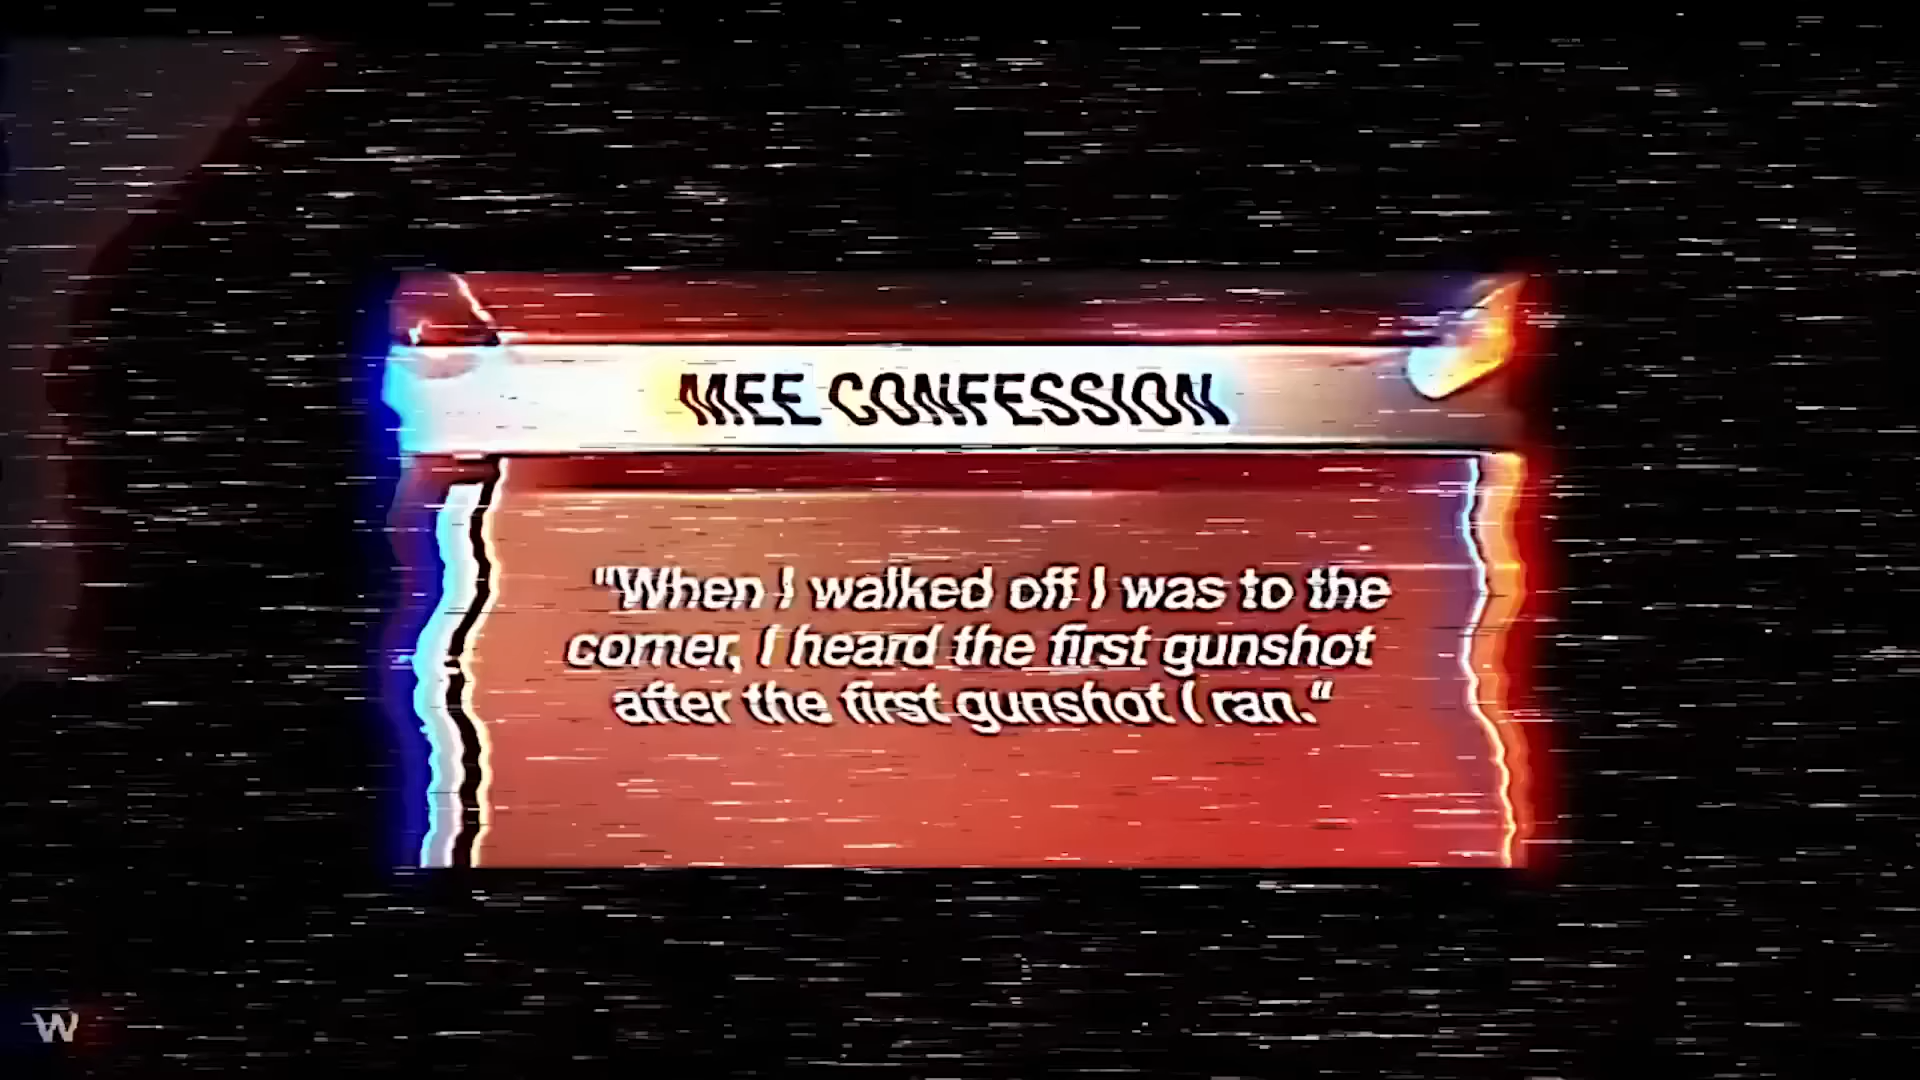 MEE CONFESSION
"When I walked off I was to the
corner, I heard the first gunshot
after the first gunshot I ran."
W